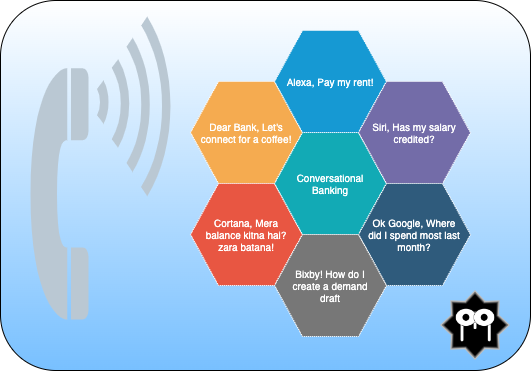 Alexa, Pay my rent!
Dear Bank, Let's
connect for a coffee!
Siri, Has my salary
credited?
Conversational
Banking
Cortana, Mera
balance kitna hai?
zara batana!
Ok Google, Where
did I spend most last
month?
Bixby! How do I
create a demand
draft